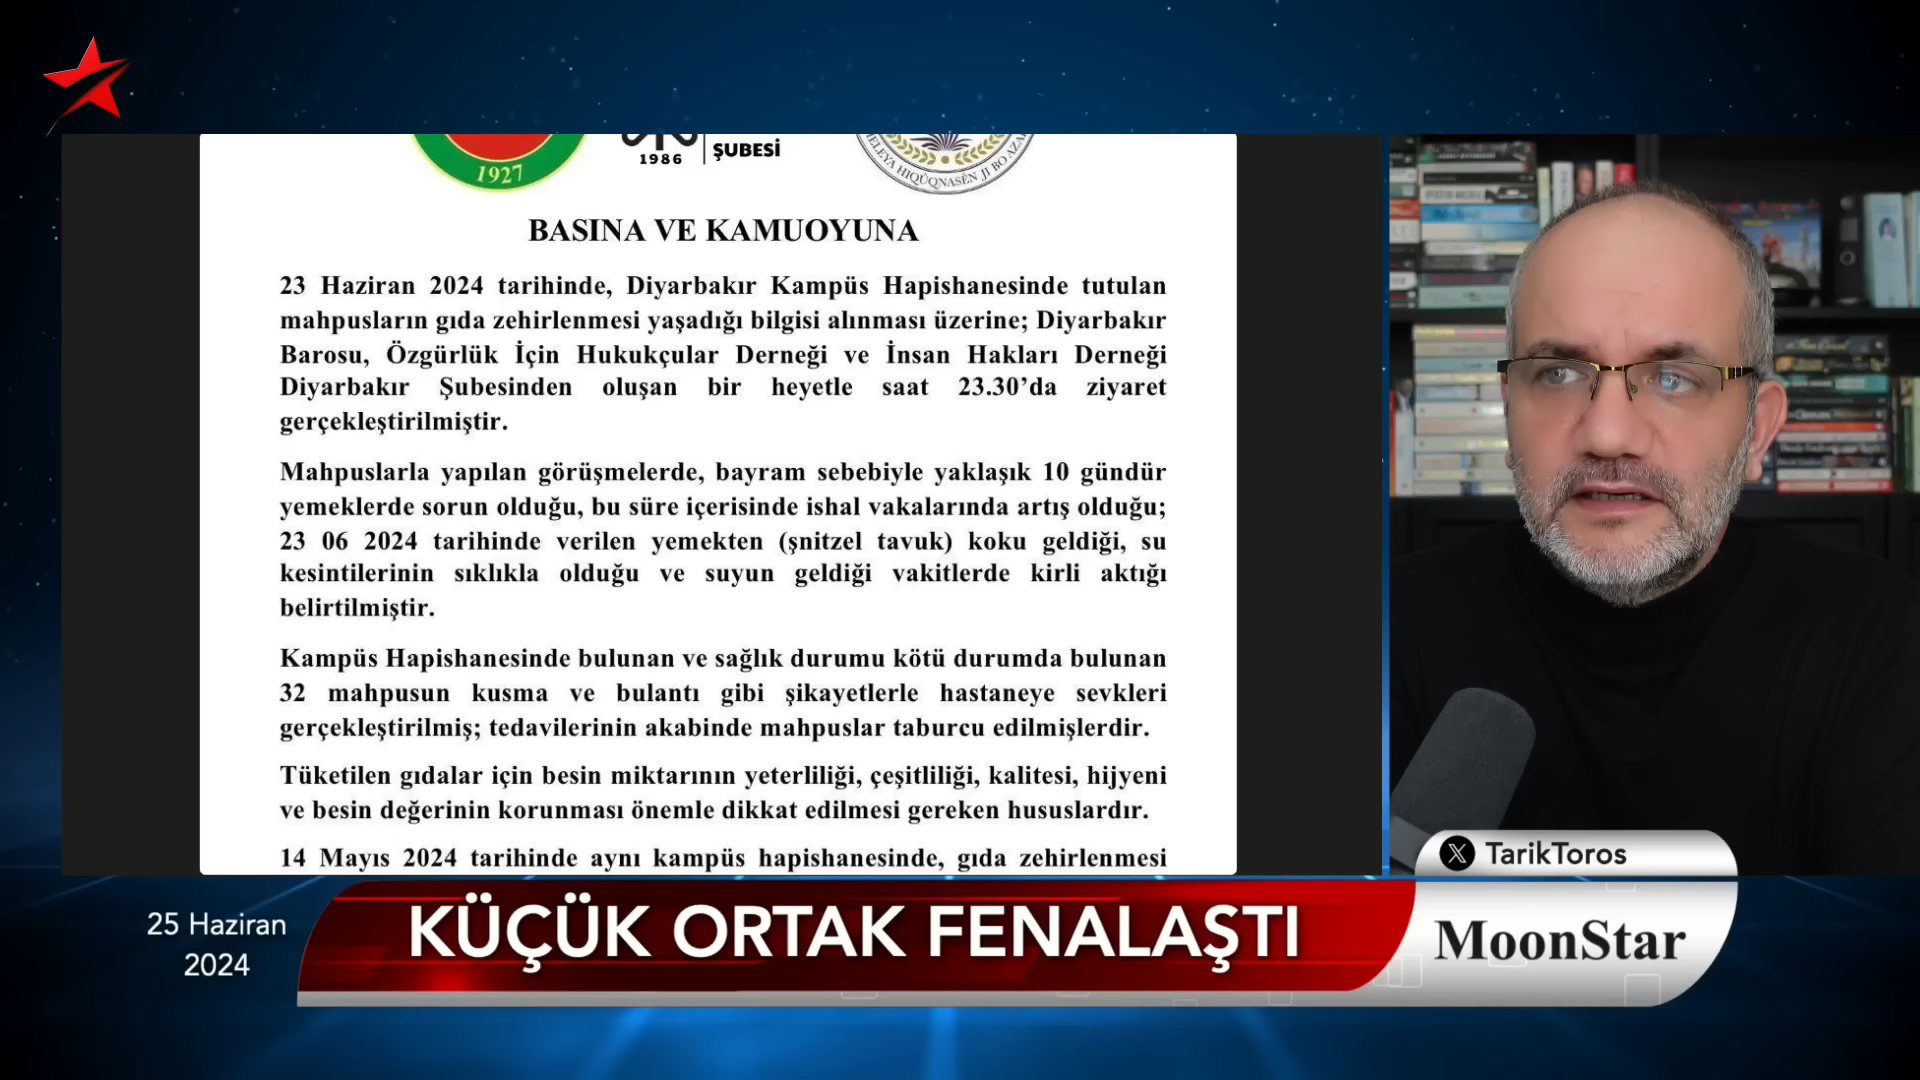 1927
1986
ŞUBESİ
HELEYA HIQÛQNASÊN JI BO AZA
BASINA VE KAMUOYUNA
23 Haziran 2024 tarihinde, Diyarbakır Kampüs Hapishanesinde tutulan
mahpusların gıda zehirlenmesi yaşadığı bilgisi alınması üzerine; Diyarbakır
Barosu, Özgürlük İçin Hukukçular Derneği ve İnsan Hakları Derneği
Diyarbakır Şubesinden oluşan bir heyetle saat 23.30’da ziyaret
gerçekleştirilmiştir.
Mahpuslarla yapılan görüşmelerde, bayram sebebiyle yaklaşık 10 gündür
yemeklerde sorun olduğu, bu süre içerisinde ishal vakalarında artış olduğu;
23 06 2024 tarihinde verilen yemekten (şnitzel tavuk) koku geldiği, su
kesintilerinin sıklıkla olduğu ve suyun geldiği vakitlerde kirli aktığı
belirtilmiştir.
Kampüs Hapishanesinde bulunan ve sağlık durumu kötü durumda bulunan
32 mahpusun kusma ve bulantı gibi şikayetlerle hastaneye sevkleri
gerçekleştirilmiş; tedavilerinin akabinde mahpuslar taburcu edilmişlerdir.
Tüketilen gıdalar için besin miktarının yeterliliği, çeşitliliği, kalitesi, hijyeni
ve besin değerinin korunması önemle dikkat edilmesi gereken hususlardır.
14 Mayıs 2024 tarihinde aynı kampüs hapishanesinde, gıda zehirlenmesi
TarikToros
25 Haziran
2024
KÜÇÜK ORTAK FENALAŞTI
MoonStar